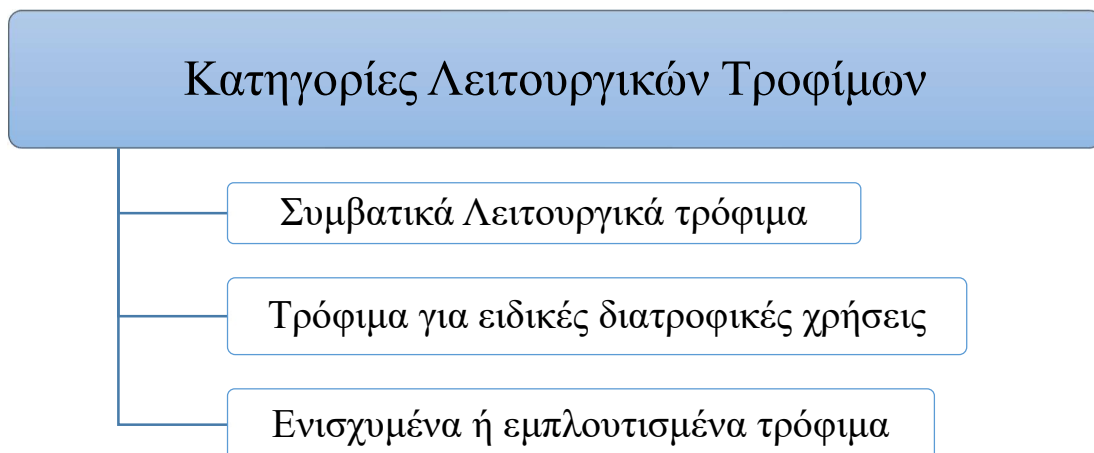 Κατηγορίες Λειτουργικών Τροφίμων
Συμβατικά Λειτουργικά τρόφιμα
Τρόφιμα για ειδικές διατροφικές χρήσεις
Ενισχυμένα ή εμπλουτισμένα τρόφιμα